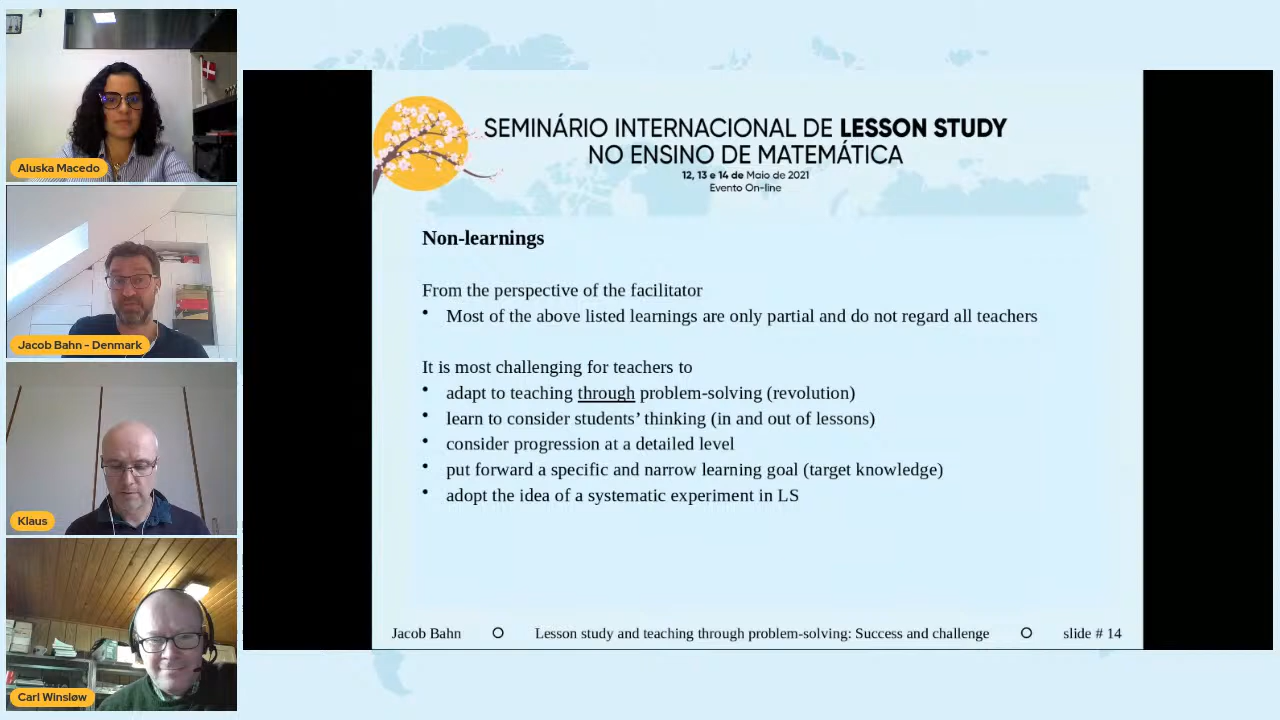 Aluska Macedo
Jacob Bahn - Denmark
Klaus
Carl Winsløw
SEMINÁRIO INTERNACIONAL DE LESSON STUDY
NO ENSINO DE MATEMÁTICA
12, 13 e 14 de Maio de 2021
Evento On-line
Non-learnings
From the perspective of the facilitator
• Most of the above listed learnings are only partial and do not regard all teachers
It is most challenging for teachers to
• adapt to teaching through problem-solving (revolution)
• learn to consider students' thinking (in and out of lessons)
• consider progression at a detailed level
• put forward a specific and narrow learning goal (target knowledge)
• adopt the idea of a systematic experiment in LS
Jacob Bahn O Lesson study and teaching through problem-solving: Success and challenge O slide # 14